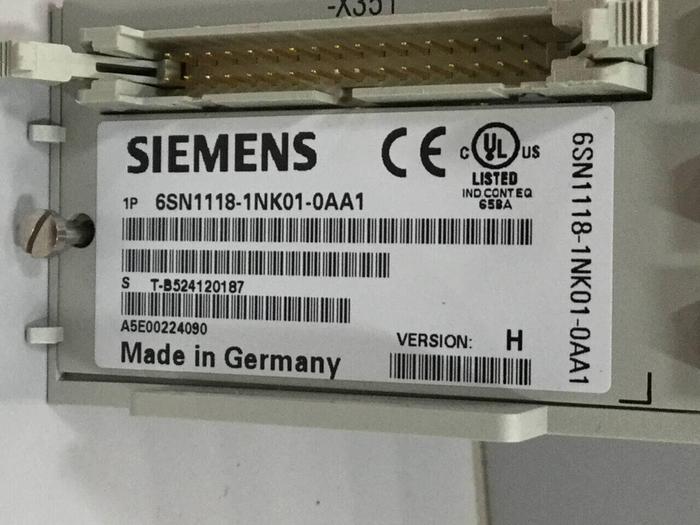 -X351
SIEMENS
CE
C UL US
LISTED
IND CONT EQ
65BA
1P 6SN1118-1NK01-0AA1
S T-B524120187
A5E00224090
VERSION: H
Made in Germany
6SN1118-1NK01-0AA1